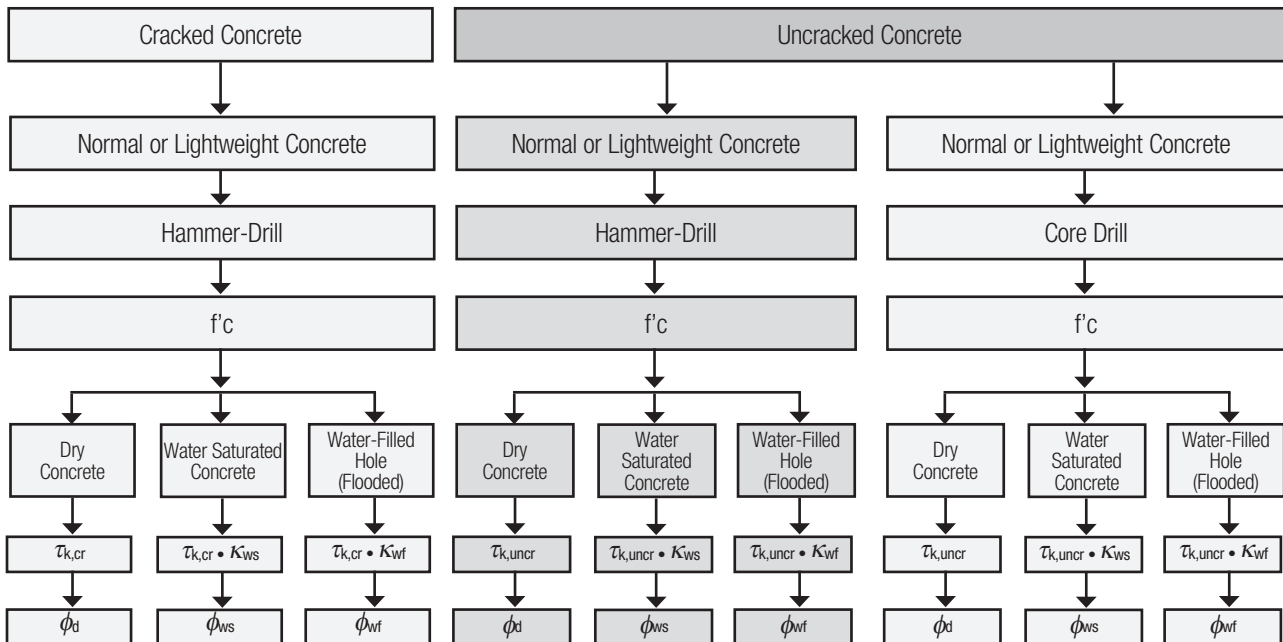 Cracked Concrete
Uncracked Concrete
Normal or Lightweight Concrete
Normal or Lightweight Concrete
Normal or Lightweight Concrete
Hammer-Drill
Hammer-Drill
Core Drill
f'c
f'c
f'c
Dry
Concrete
Water Saturated
Concrete
Water-Filled
Hole
(Flooded)
Dry
Concrete
Water
Saturated
Concrete
Water-Filled
Hole
(Flooded)
Dry
Concrete
Water
Saturated
Concrete
Water-Filled
Hole
(Flooded)
τk,cr
τk,cr • κws
τk,cr • κwf
τk,uncr
τk,uncr • κws
τk,uncr • κwf
τk,uncr
τk,uncr • κws
τk,uncr • κwf
ϕd
ϕws
ϕwf
ϕd
ϕws
ϕwf
ϕd
ϕws
ϕwf